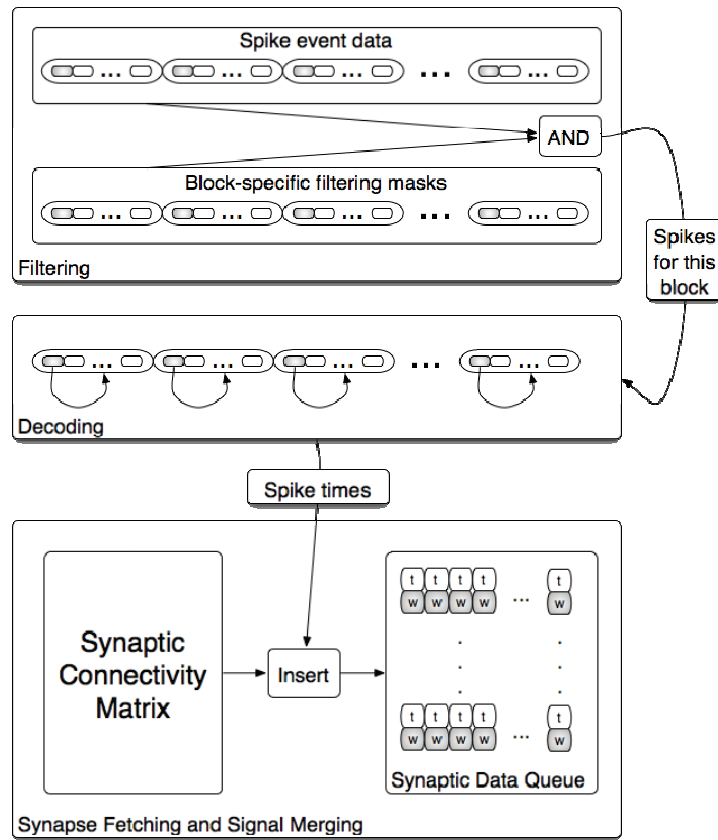 Spike event data
... ... ... ... ...
AND
Block-specific filtering masks
... ... ... ... ...
Filtering
Spikes
for this
block
... ... ... ... ...
Decoding
Spike times
Synaptic
Connectivity
Matrix
Insert
t t t t t
w w w w ... w
. .
. .
. .
t t t t t
w w w w ... w
Synaptic Data Queue
Synapse Fetching and Signal Merging